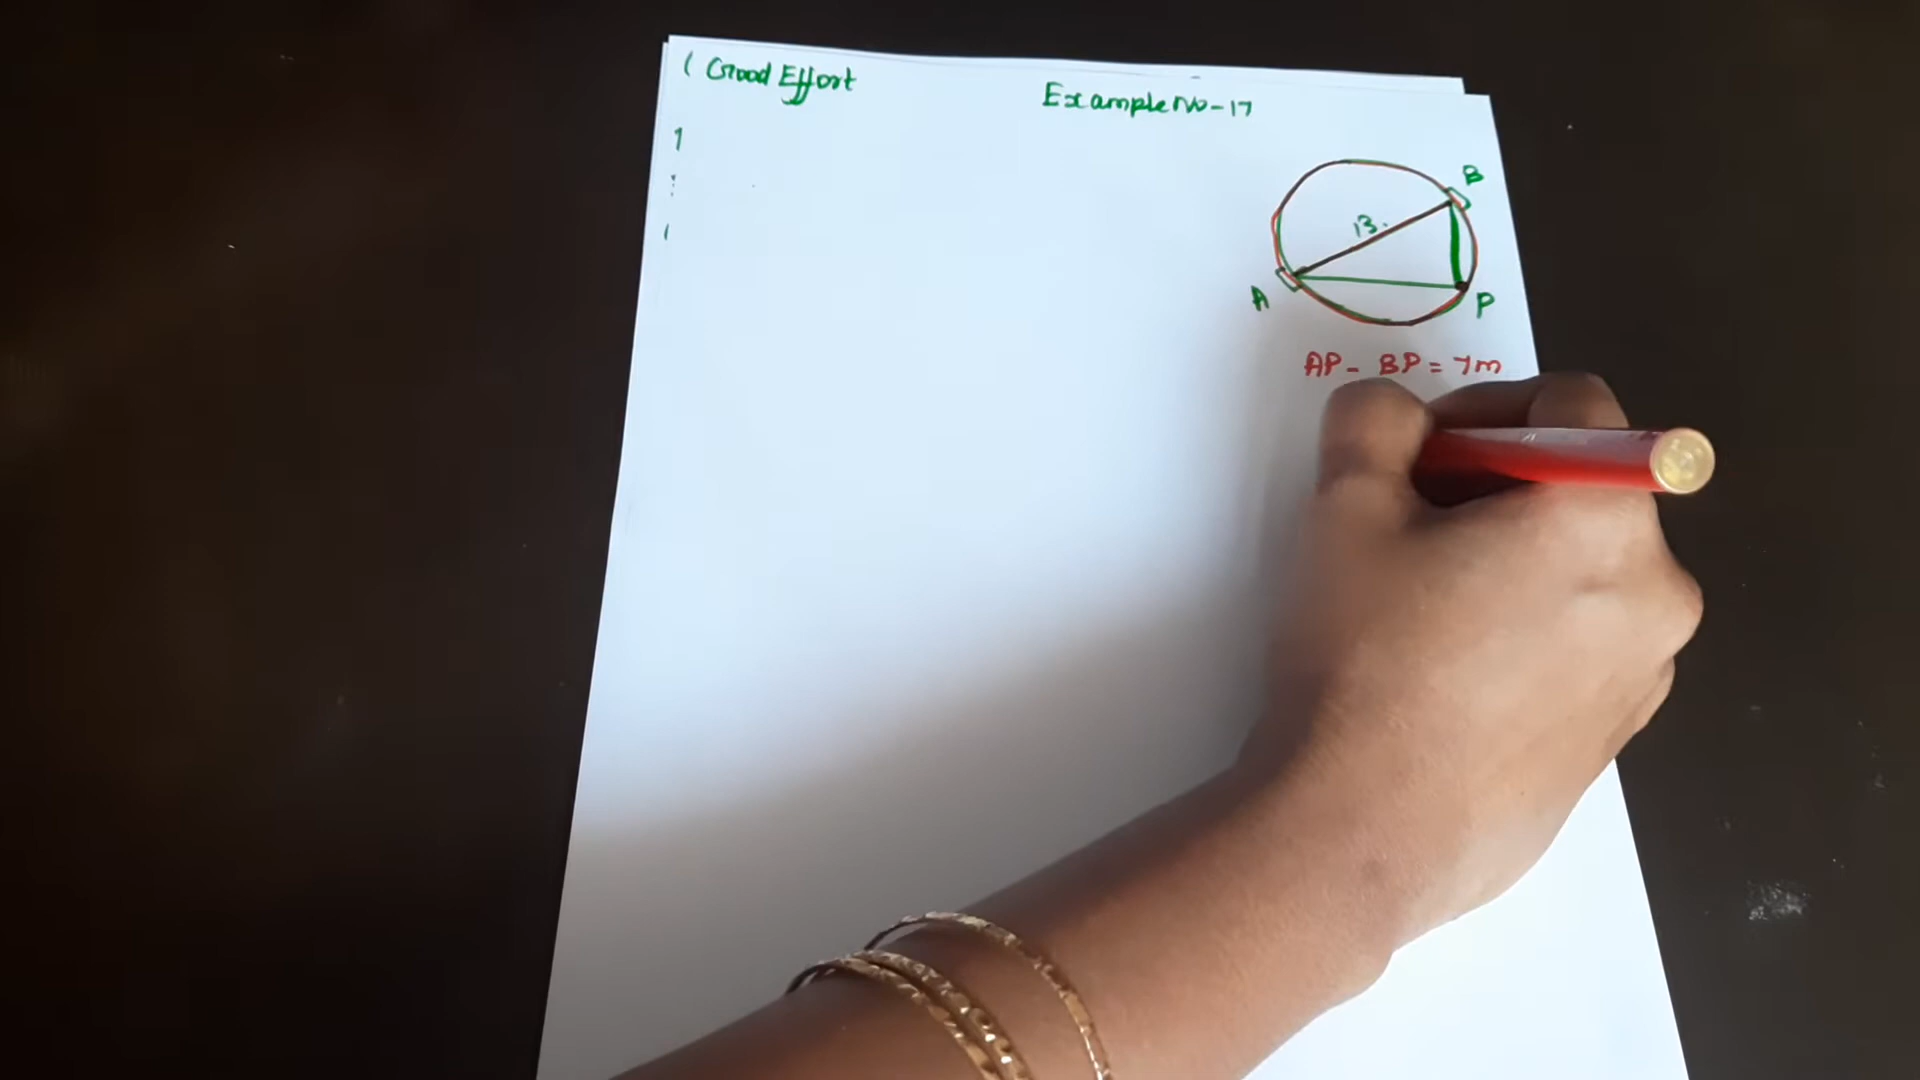 ( Good Effort
Example No-17
1
B
13.
A
P
AP - BP = 7m